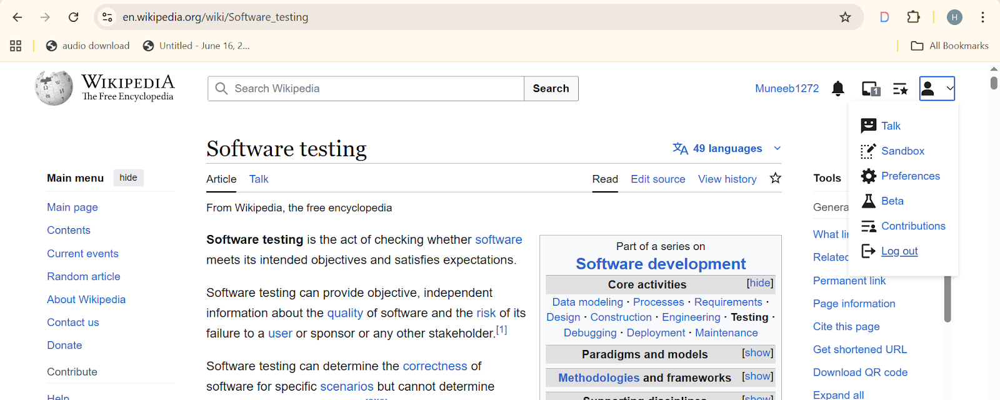 en.wikipedia.org/wiki/Software_testing
D
H
audio download
Untitled - June 16, 2...
All Bookmarks
WIKIPEDIA
The Free Encyclopedia
Search Wikipedia
Search
Muneeb1272
1
Talk
Sandbox
Preferences
Beta
Contributions
Log out
Software testing
49 languages
Main menu
hide
Main page
Contents
Current events
Random article
About Wikipedia
Contact us
Donate
Contribute
Help
Article Talk
Read Edit source View history
From Wikipedia, the free encyclopedia
Software testing is the act of checking whether software
meets its intended objectives and satisfies expectations.
Software testing can provide objective, independent
information about the quality of software and the risk of its
failure to a user or sponsor or any other stakeholder.[1]
Software testing can determine the correctness of
software for specific scenarios but cannot determine
Part of a series on
Software development
Core activities [hide]
Data modeling · Processes · Requirements ·
Design · Construction · Engineering · Testing ·
Debugging · Deployment · Maintenance
Paradigms and models [show]
Methodologies and frameworks [show]
Supporting disciplines [show]
Tools
Genera
What li
Related
Permanent link
Page information
Cite this page
Get shortened URL
Download QR code
Expand all